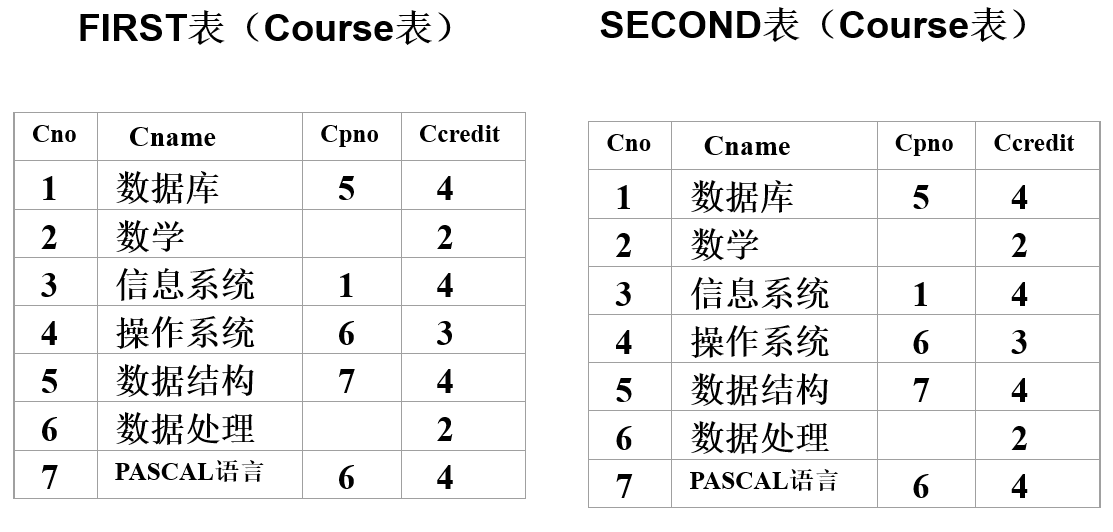 FIRST表（Course表）
Cno Cname Cpno Ccredit
1 数据库 5 4
2 数学 2
3 信息系统 1 4
4 操作系统 6 3
5 数据结构 7 4
6 数据处理 2
7 PASCAL语言 6 4
SECOND表（Course表）
Cno Cname Cpno Ccredit
1 数据库 5 4
2 数学 2
3 信息系统 1 4
4 操作系统 6 3
5 数据结构 7 4
6 数据处理 2
7 PASCAL语言 6 4